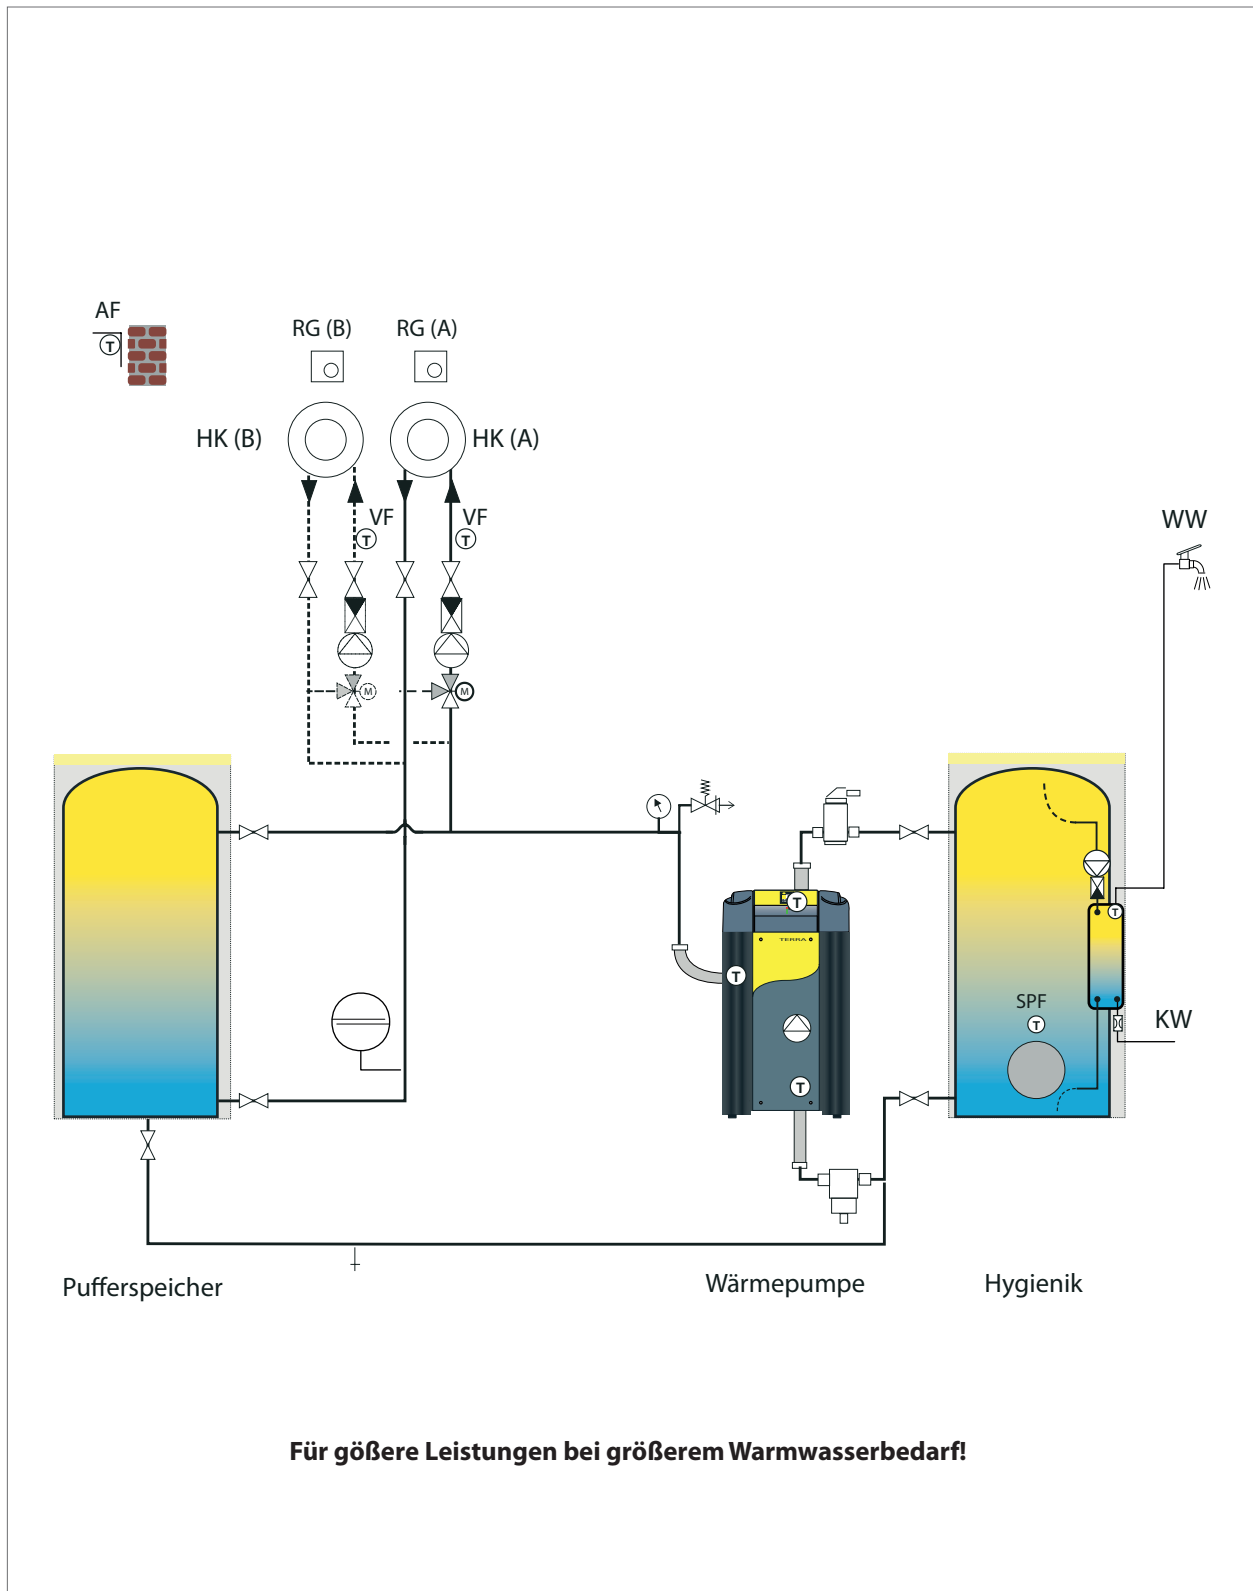 AF
T
RG (B)
RG (A)
HK (B)
HK (A)
VF
T
VF
T
M
M
WW
T
TERRA
T
T
T
SPF
T
KW
Pufferspeicher
Wärmepumpe
Hygienik
Für gößere Leistungen bei größerem Warmwasserbedarf!